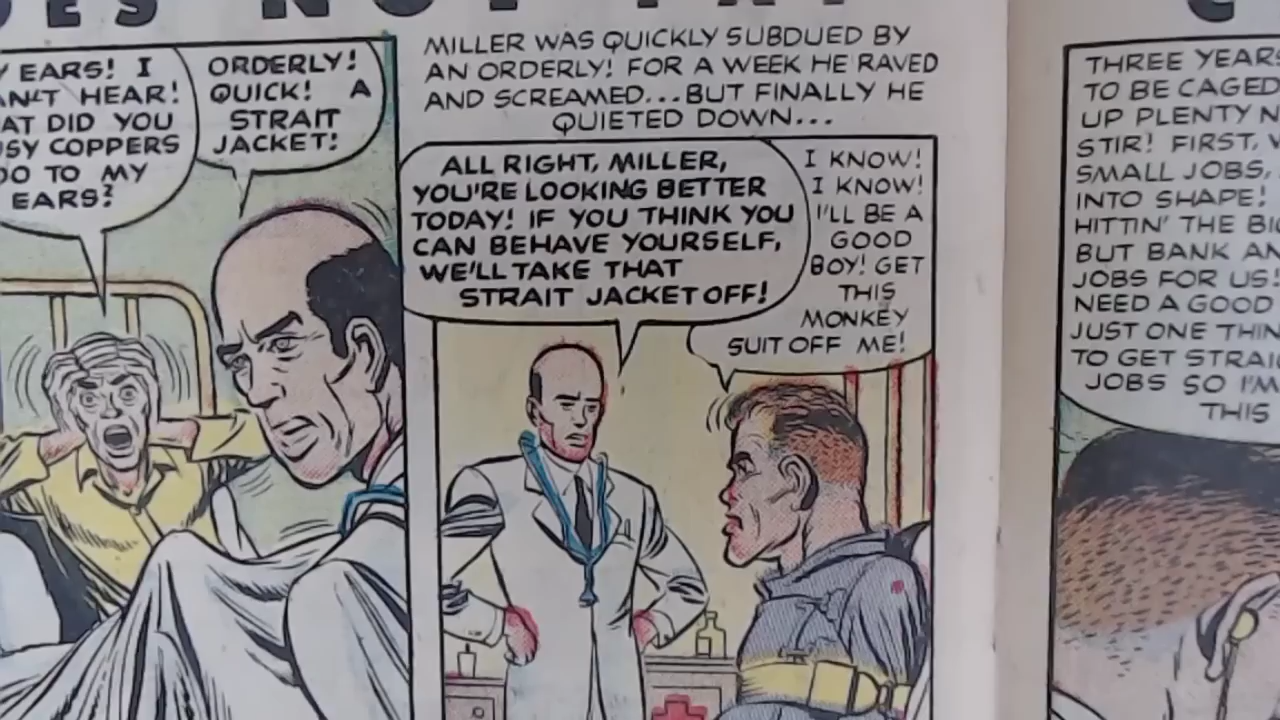 NOT PAY
EARS! I
HEAR!
AT DID YOU
COPPERS
DO TO MY
EARS?
ORDERLY!
QUICK! A
STRAIT
JACKET!
MILLER WAS QUICKLY SUBDUED BY
AN ORDERLY! FOR A WEEK HE RAVED
AND SCREAMED...BUT FINALLY HE
QUIETED DOWN...
ALL RIGHT, MILLER,
YOU'RE LOOKING BETTER
TODAY! IF YOU THINK YOU
CAN BEHAVE YOURSELF,
WE'LL TAKE THAT
STRAIT JACKET OFF!
I KNOW!
I KNOW!
I'LL BE A
GOOD
BOY! GET
THIS
MONKEY
SUIT OFF ME!
THREE YEARS
TO BE CAGED
UP PLENTY
STIR! FIRST,
SMALL JOBS,
INTO SHAPE!
HITTIN' THE
BUT BANK
JOBS FOR US!
NEED A GOOD
JUST ONE
TO GET
JOBS SO I'M
THIS